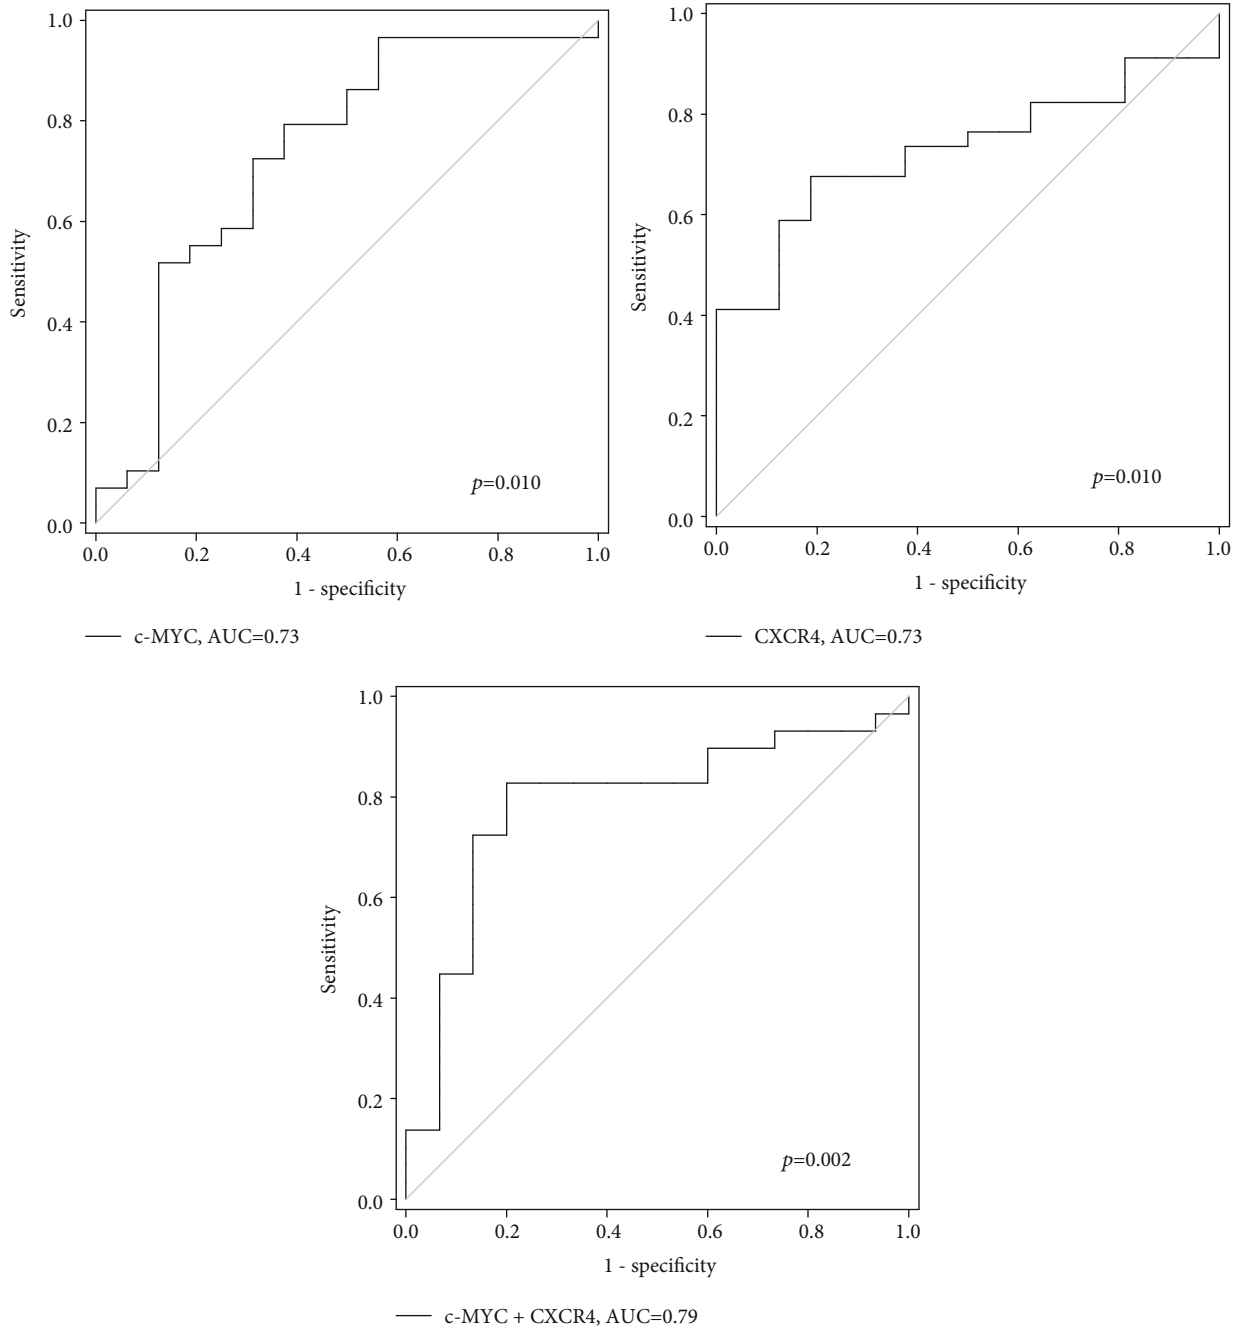 1.0
0.8
0.6
0.4
0.2
0.0
Sensitivity
p=0.010
0.0 0.2 0.4 0.6 0.8 1.0
1 - specificity
c-MYC, AUC=0.73
1.0
0.8
0.6
0.4
0.2
0.0
Sensitivity
p=0.010
0.0 0.2 0.4 0.6 0.8 1.0
1 - specificity
CXCR4, AUC=0.73
1.0
0.8
0.6
0.4
0.2
0.0
Sensitivity
p=0.002
0.0 0.2 0.4 0.6 0.8 1.0
1 - specificity
c-MYC + CXCR4, AUC=0.79